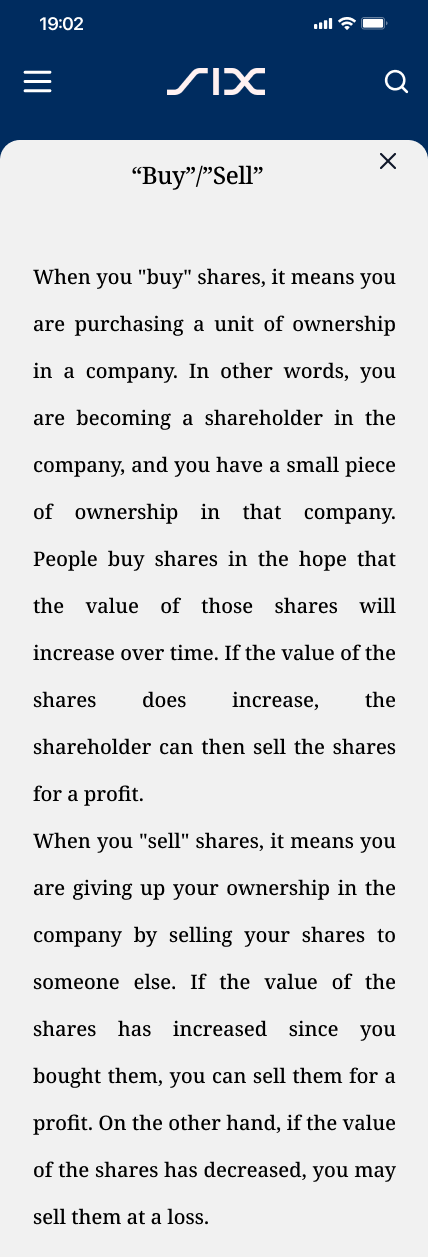 19:02
SIX
“Buy”/”Sell”
When you "buy" shares, it means you
are purchasing a unit of ownership
in a company. In other words, you
are becoming a shareholder in the
company, and you have a small piece
of ownership in that company.
People buy shares in the hope that
the value of those shares will
increase over time. If the value of the
shares does increase, the
shareholder can then sell the shares
for a profit.
When you "sell" shares, it means you
are giving up your ownership in the
company by selling your shares to
someone else. If the value of the
shares has increased since you
bought them, you can sell them for a
profit. On the other hand, if the value
of the shares has decreased, you may
sell them at a loss.